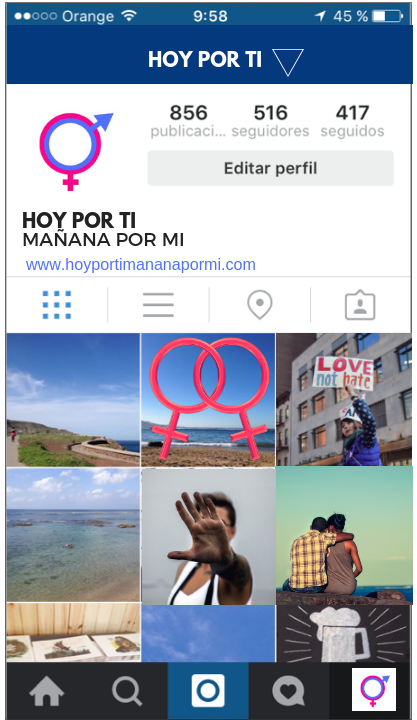 Orange 9:58 45 %
HOY POR TI
856 516 417
publicaci... seguidores seguidos
Editar perfil
HOY POR TI
MAÑANA POR MI
www.hoyportimananapormi.com
LOVE
not hate